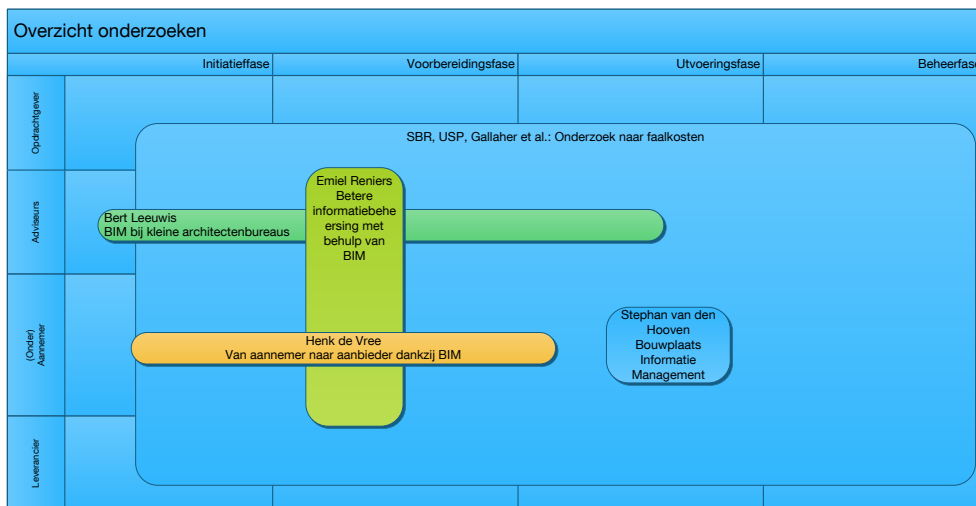 Overzicht onderzoeken
Initiatieffase
Voorbereidingsfase
Uitvoeringsfase
Beheerfase
Opdrachtgever
SBR, USP, Gallaher et al.: Onderzoek naar faalkosten
Adviseurs
Bert Leeuwis
BIM bij kleine architectenbureaus
Emiel Reniers
Betere
informatiebehe
ersing met
behulp van
BIM
(Onder)
Aannemer
Henk de Vree
Van aannemer naar aanbieder dankzij BIM
Stephan van den
Hooven
Bouwplaats
Informatie
Management
Leverancier